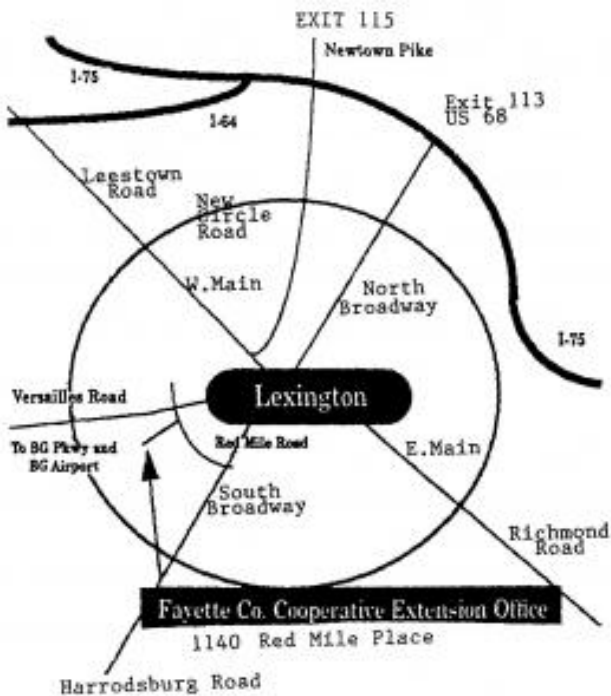 EXIT 115
Newtown Pike
I-75
Exit 113
US 68
I-64
Leestown
Road
New
Circle
Road
W.Main
North
Broadway
I-75
Lexington
Versailles Road
To BG Pkwy and
BG Airport
Red Mile Road
E.Main
South
Broadway
Richmond
Road
Fayette Co. Cooperative Extension Office
1140 Red Mile Place
Harrodsburg Road